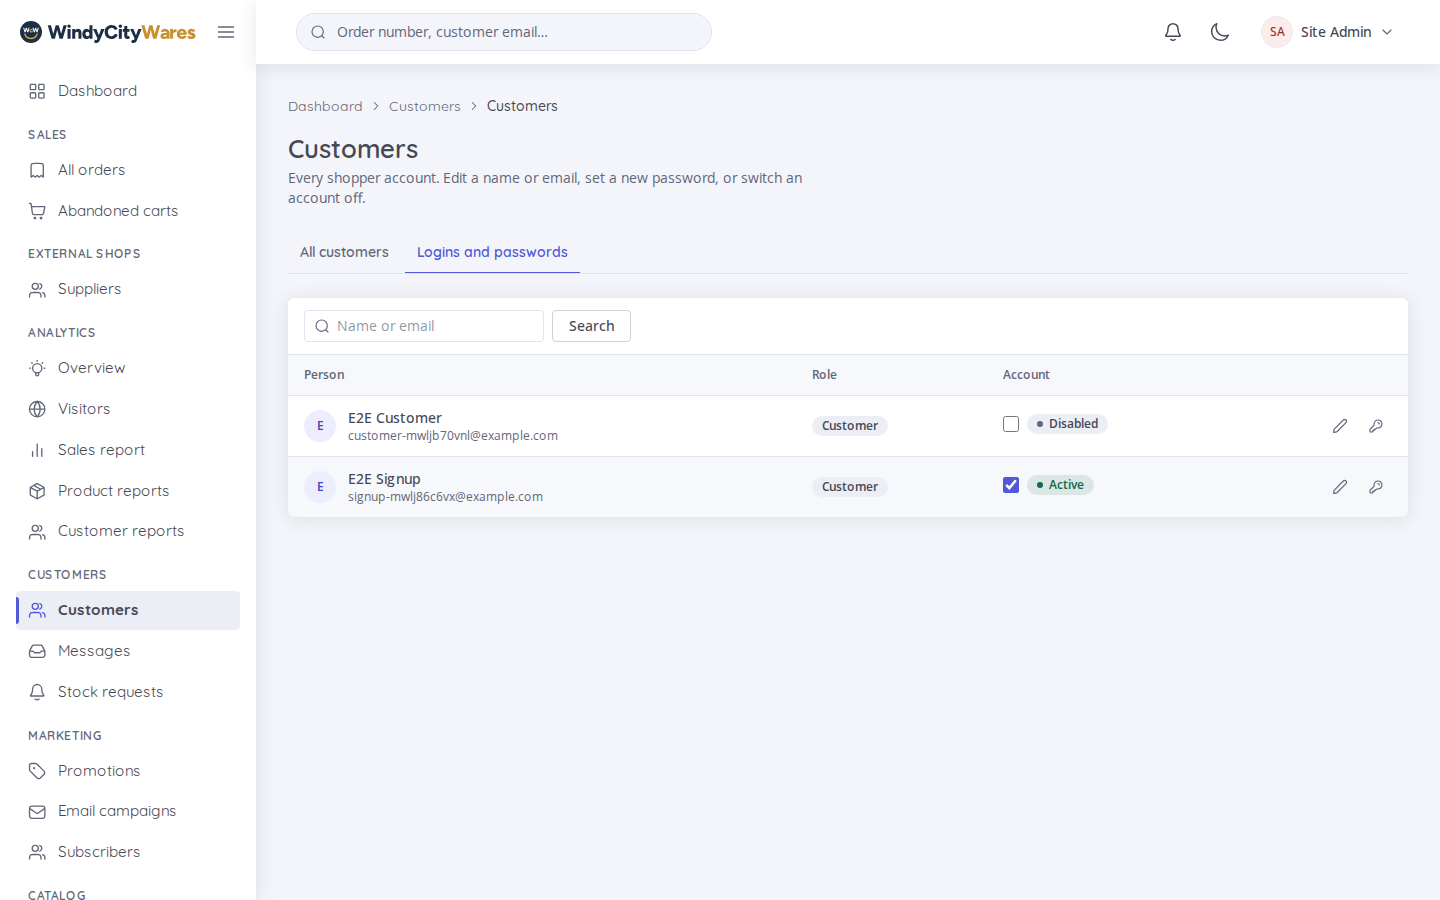 WCW WindyCityWares
Order number, customer email...
SA Site Admin
Dashboard
SALES
All orders
Abandoned carts
EXTERNAL SHOPS
Suppliers
ANALYTICS
Overview
Visitors
Sales report
Product reports
Customer reports
CUSTOMERS
Customers
Messages
Stock requests
MARKETING
Promotions
Email campaigns
Subscribers
CATALOG
Dashboard > Customers > Customers
Customers
Every shopper account. Edit a name or email, set a new password, or switch an
account off.
All customers Logins and passwords
Name or email Search
Person Role Account
E E2E Customer Customer Disabled
customer-mwljb70vnl@example.com
E E2E Signup Customer Active
signup-mwlj86c6vx@example.com